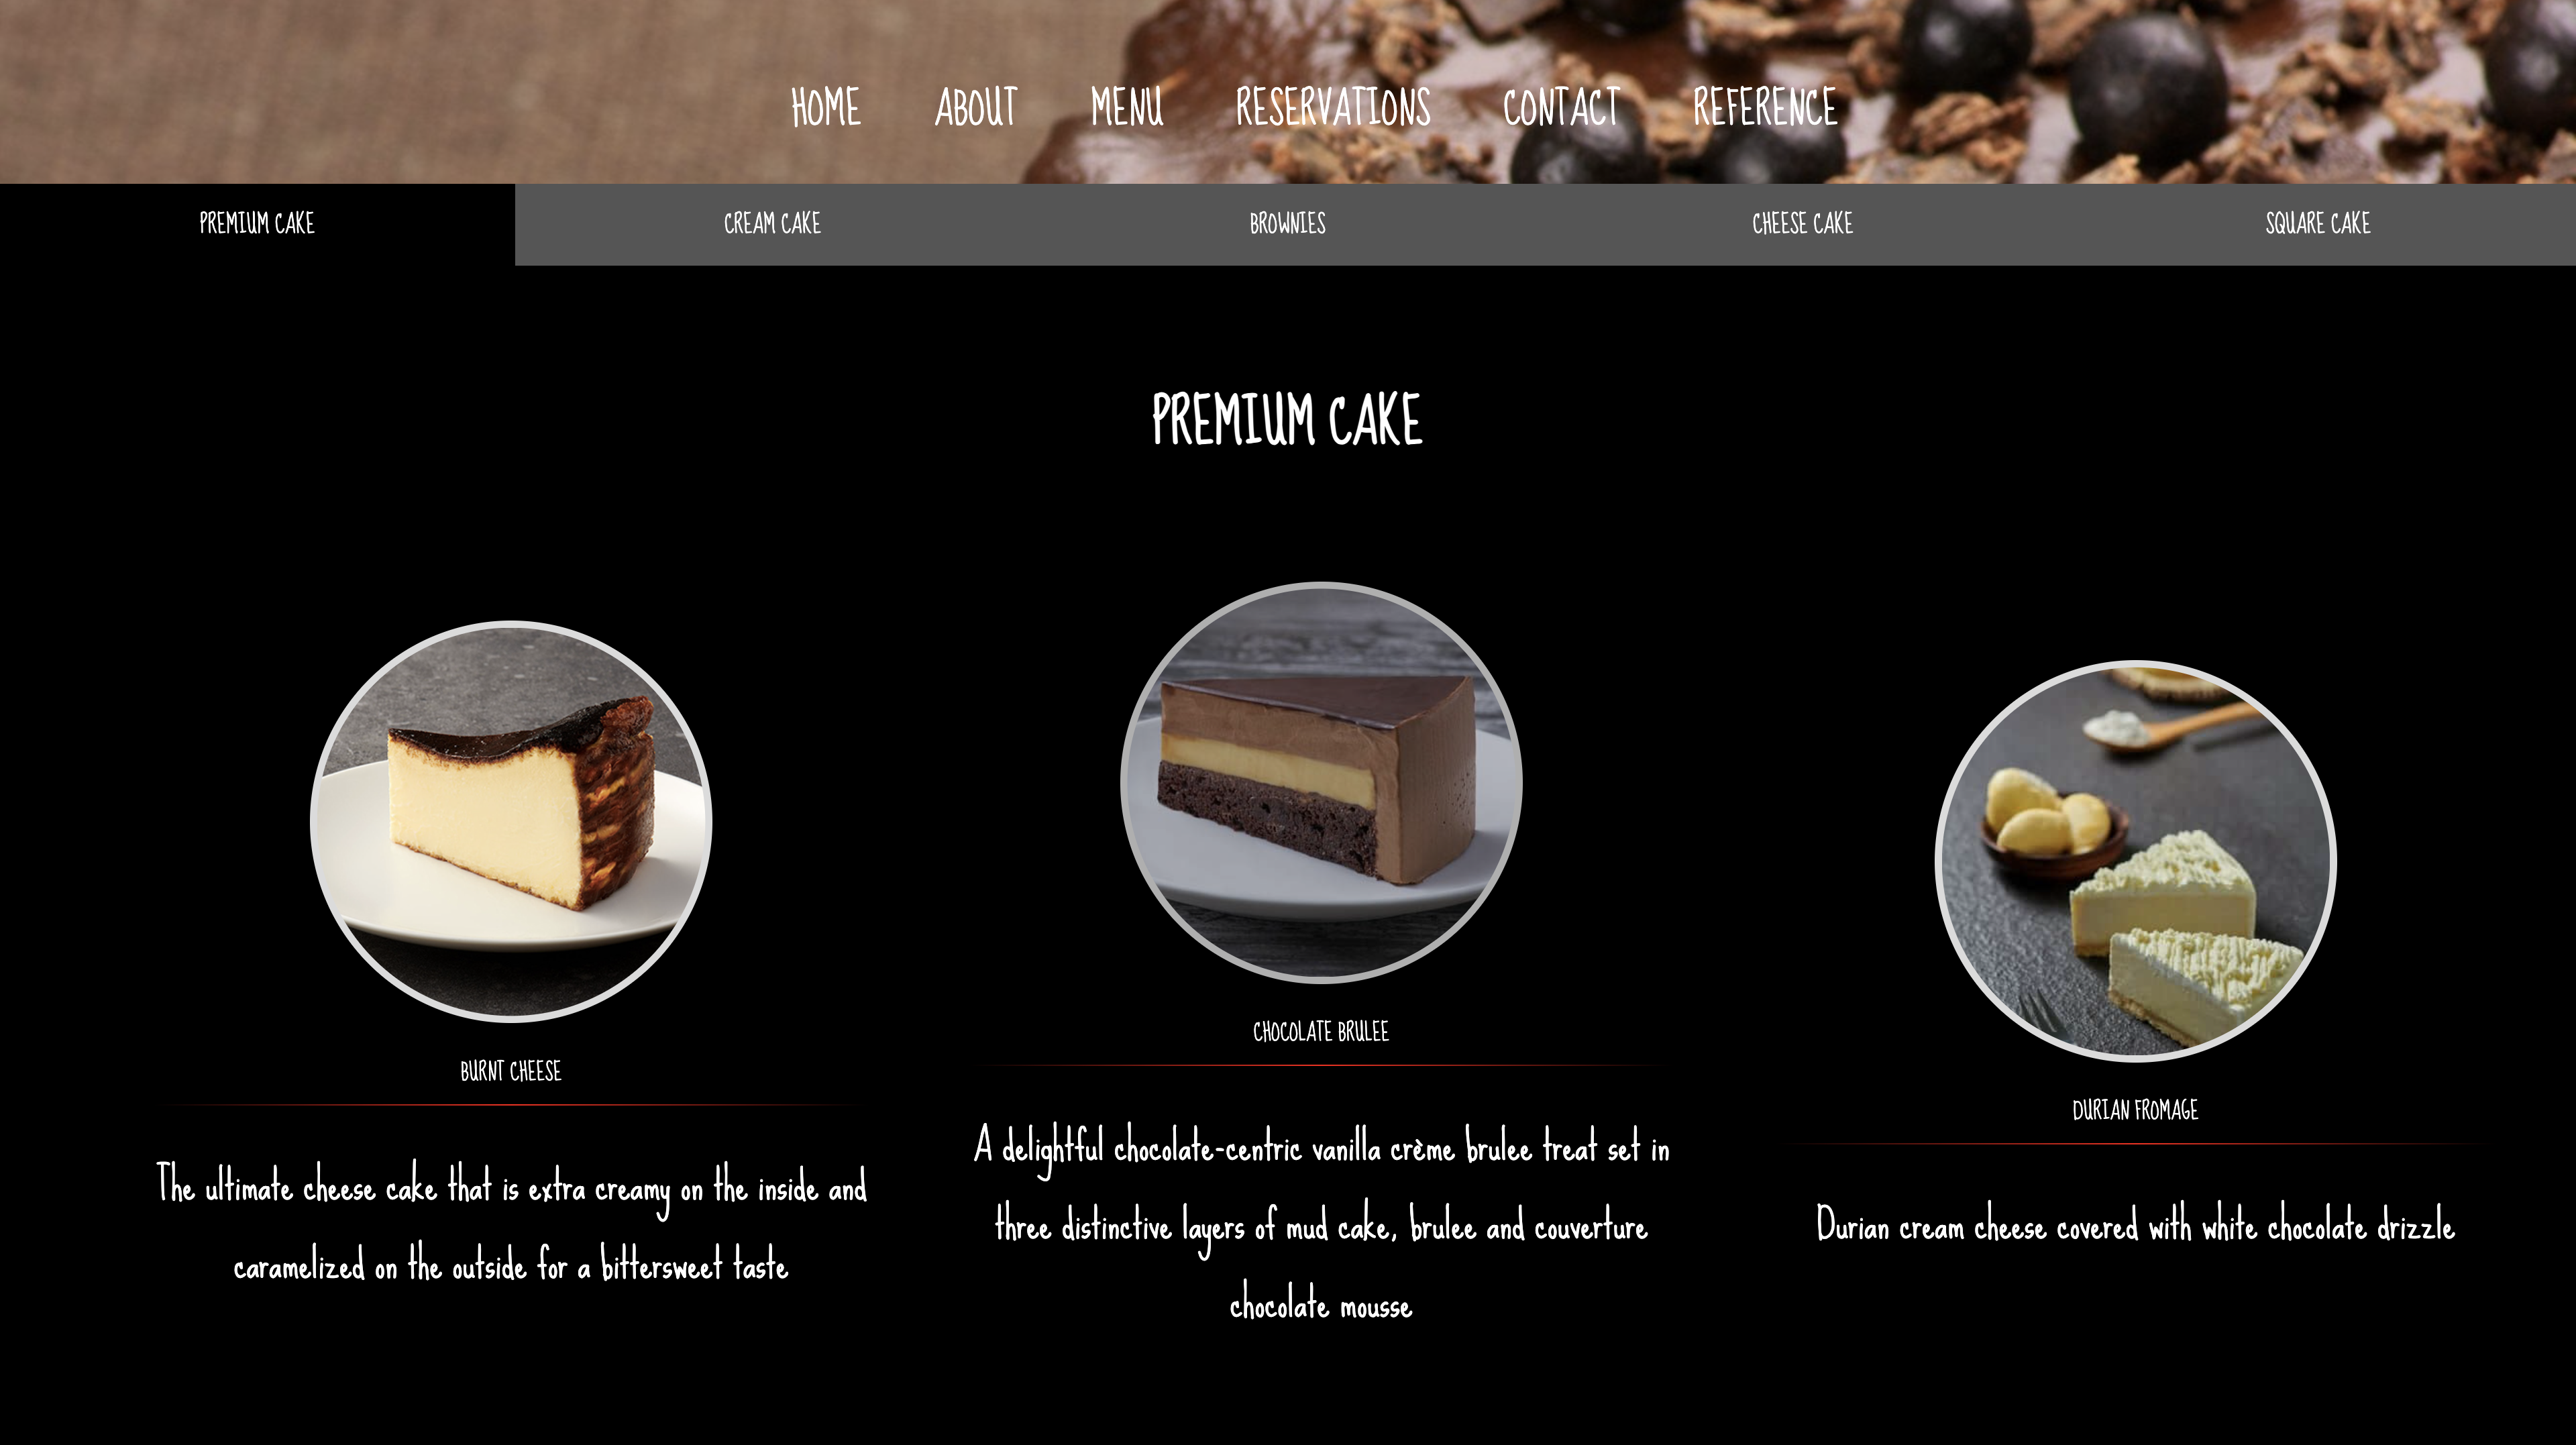 HOME ABOUT MENU RESERVATIONS CONTACT REFERENCE
PREMIUM CAKE CREAM CAKE BROWNIES CHEESE CAKE SQUARE CAKE
PREMIUM CAKE
BURNT CHEESE
The ultimate cheese cake that is extra creamy on the inside and
caramelized on the outside for a bittersweet taste
CHOCOLATE BRULEE
A delightful chocolate-centric vanilla crème brulee treat set in
three distinctive layers of mud cake, brulee and couverture
chocolate mousse
DURIAN FROMAGE
Durian cream cheese covered with white chocolate drizzle